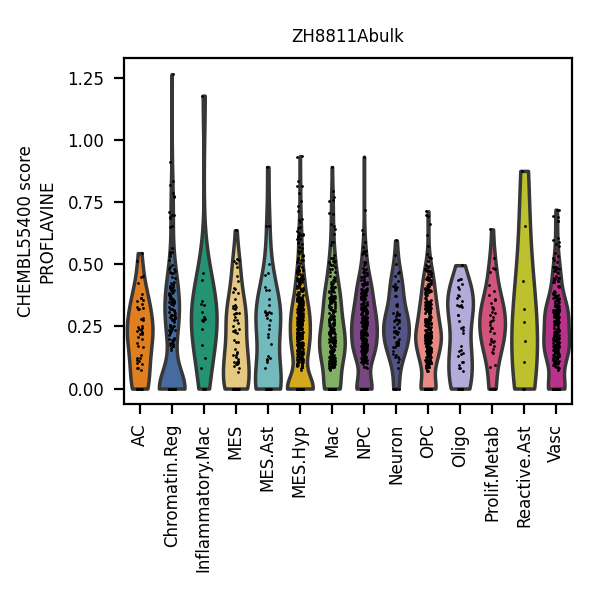 ZH8811Abulk
CHEMBL55400 score
PROFLAVINE
1.25
1.00
0.75
0.50
0.25
0.00
AC
Chromatin.Reg
Inflammatory.Mac
MES
MES.Ast
MES.Hyp
Mac
NPC
Neuron
OPC
Oligo
Prolif.Metab
Reactive.Ast
Vasc